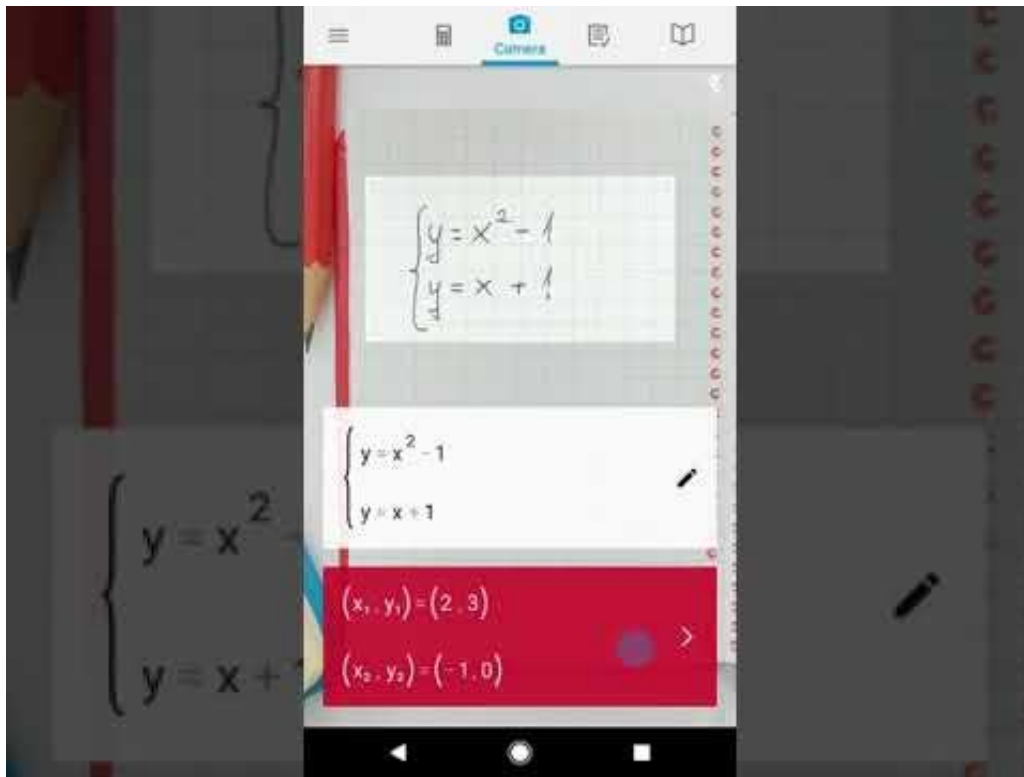 Camera
y = x² - 1
y = x + 1
y = x² - 1
y = x + 1
(x₁, y₁) = (2, 3)
(x₂, y₂) = (-1, 0)
y = x²
y = x +